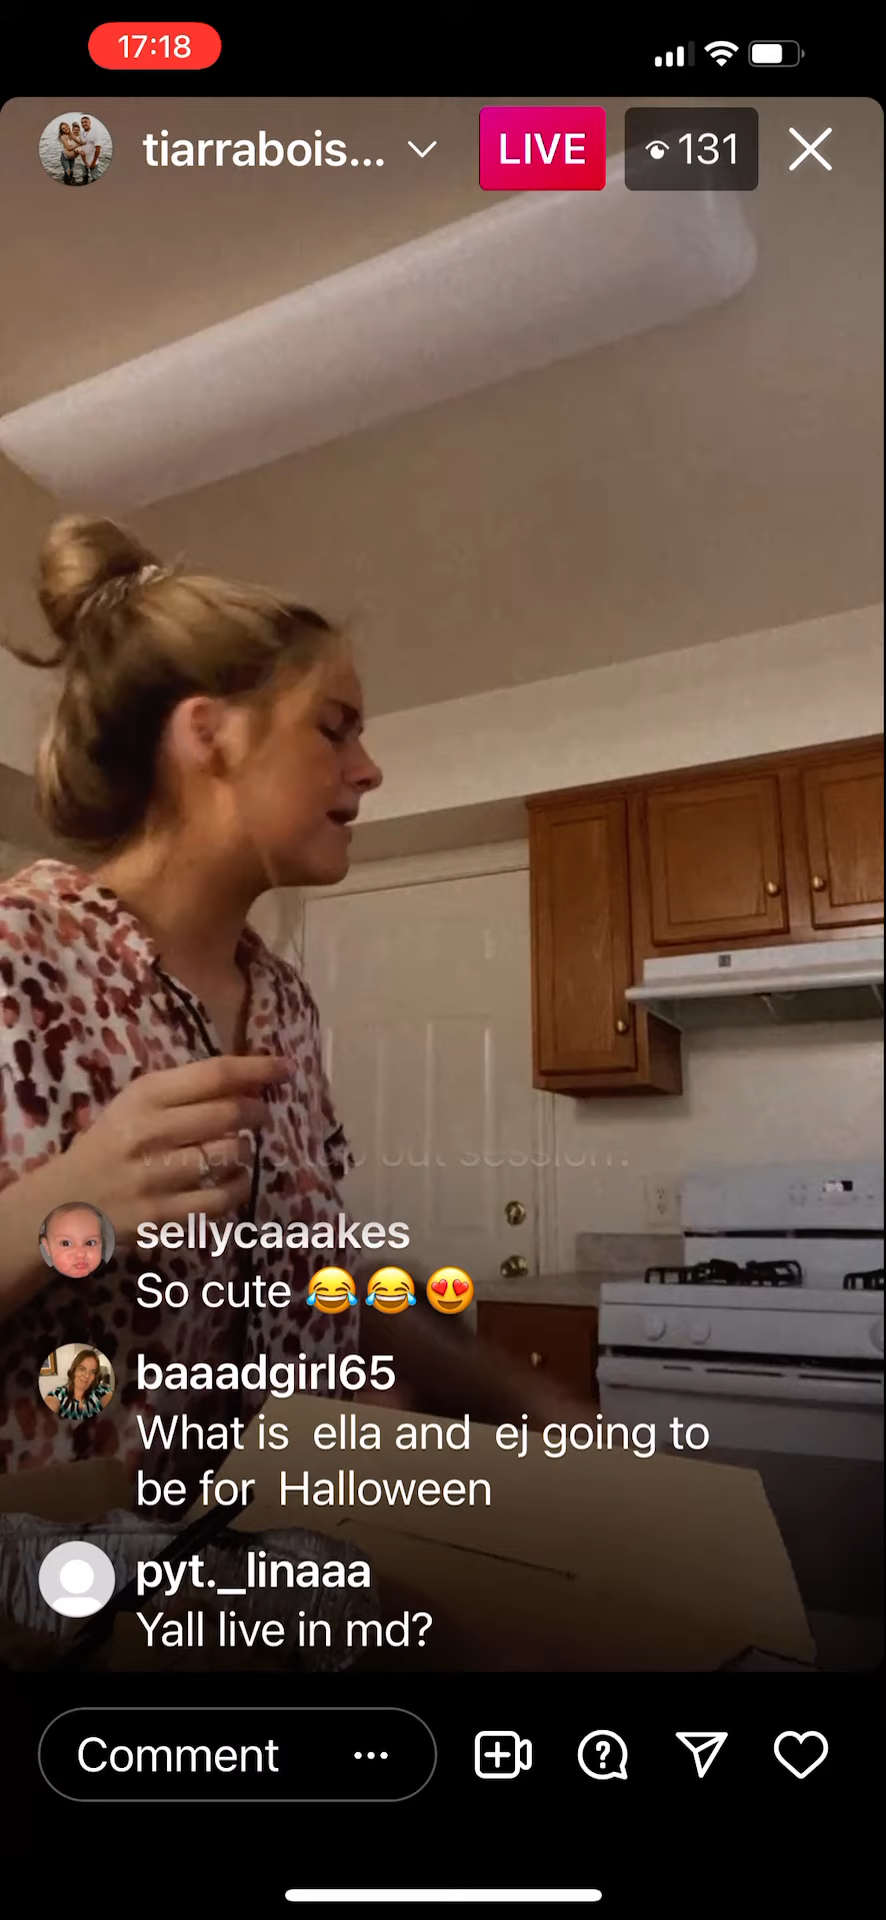 17:18
tiarrabois... LIVE 131
sellycaaakes
So cute 😂😂😍
baaadgirl65
What is ella and ej going to
be for Halloween
pyt._linaaa
Yall live in md?
Comment ...